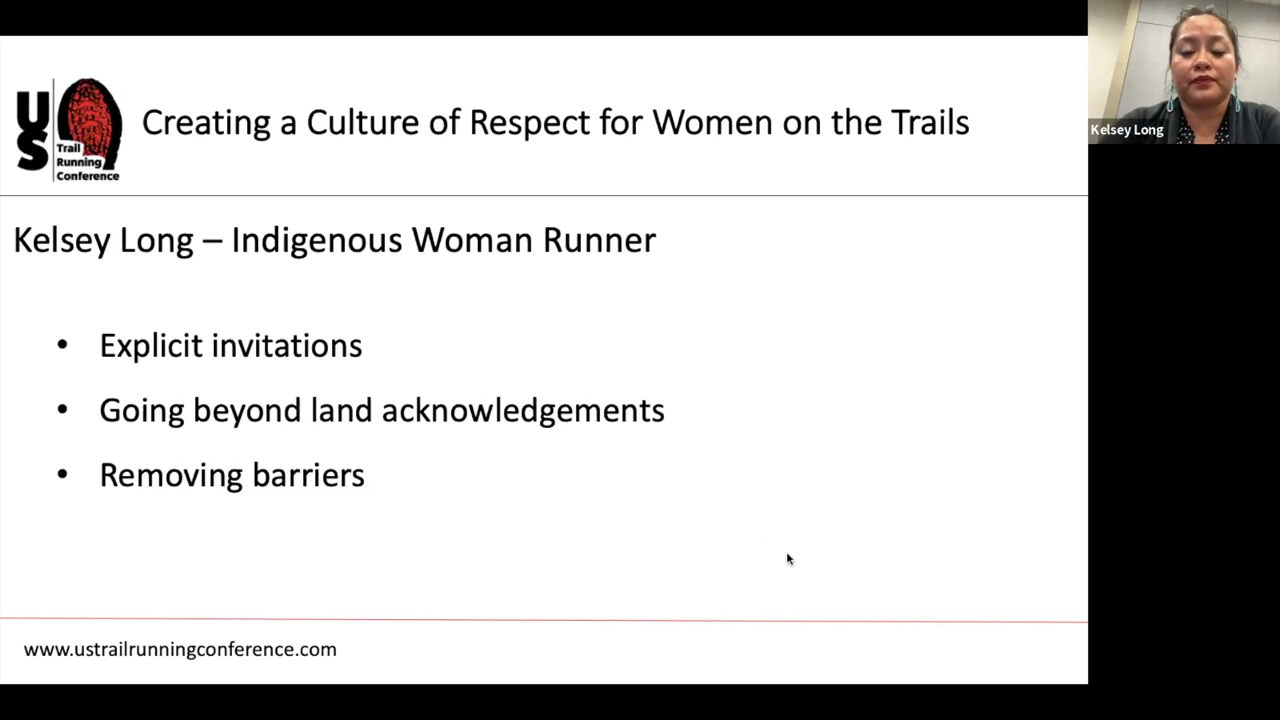 US
Trail
Running
Conference
Creating a Culture of Respect for Women on the Trails
Kelsey Long
Kelsey Long – Indigenous Woman Runner
• Explicit invitations
• Going beyond land acknowledgements
• Removing barriers
www.ustrailrunningconference.com